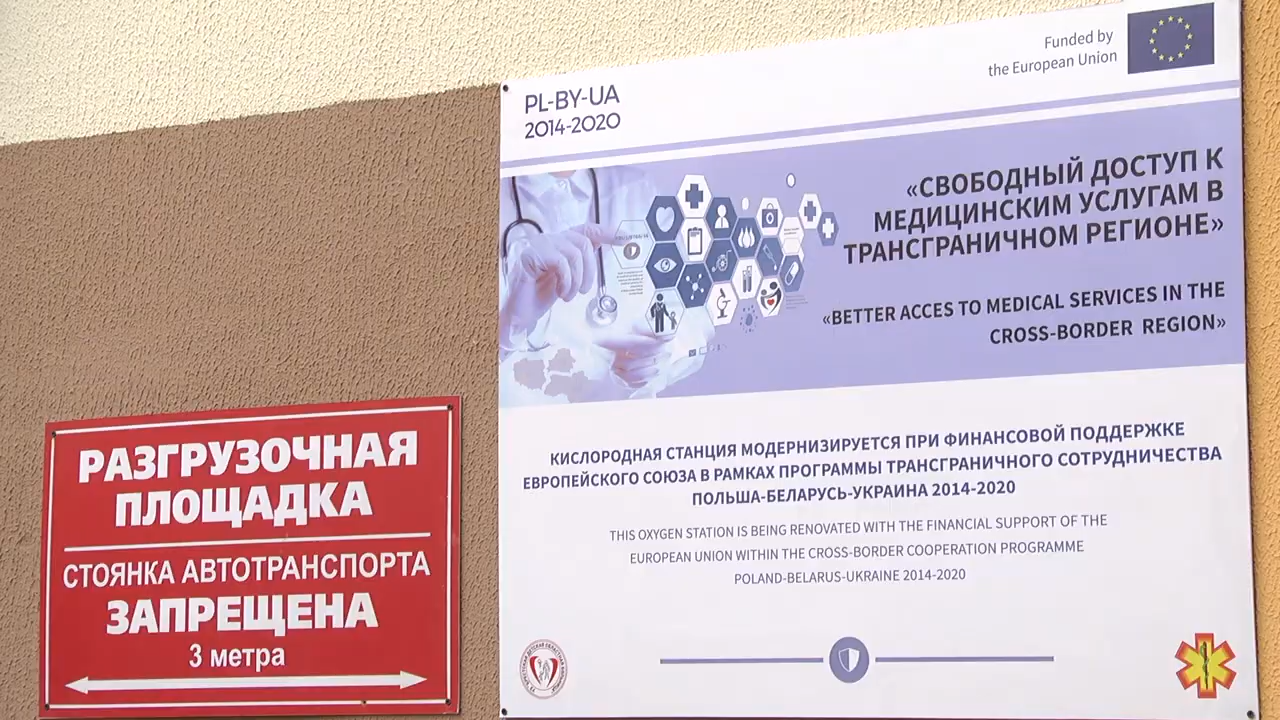 PL-BY-UA
2014-2020
Funded by
the European Union
«СВОБОДНЫЙ ДОСТУП К
МЕДИЦИНСКИМ УСЛУГАМ В
ТРАНСГРАНИЧНОМ РЕГИОНЕ»
«BETTER ACCES TO MEDICAL SERVICES IN THE
CROSS-BORDER REGION»
КИСЛОРОДНАЯ СТАНЦИЯ МОДЕРНИЗИРУЕТСЯ ПРИ ФИНАНСОВОЙ ПОДДЕРЖКЕ
ЕВРОПЕЙСКОГО СОЮЗА В РАМКАХ ПРОГРАММЫ ТРАНСГРАНИЧНОГО СОТРУДНИЧЕСТВА
ПОЛЬША-БЕЛАРУСЬ-УКРАИНА 2014-2020
THIS OXYGEN STATION IS BEING RENOVATED WITH THE FINANCIAL SUPPORT OF THE
EUROPEAN UNION WITHIN THE CROSS-BORDER COOPERATION PROGRAMME
POLAND-BELARUS-UKRAINE 2014-2020
РАЗГРУЗОЧНАЯ
ПЛОЩАДКА
СТОЯНКА АВТОТРАНСПОРТА
ЗАПРЕЩЕНА
3 метра